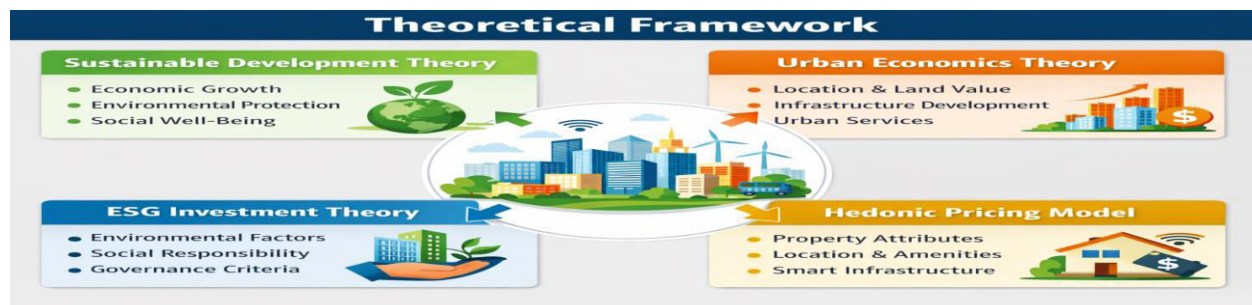 Theoretical Framework
Sustainable Development Theory
• Economic Growth
• Environmental Protection
• Social Well-Being
Urban Economics Theory
• Location & Land Value
• Infrastructure Development
• Urban Services
$
ESG Investment Theory
• Environmental Factors
• Social Responsibility
• Governance Criteria
Hedonic Pricing Model
• Property Attributes
• Location & Amenities
• Smart Infrastructure
$